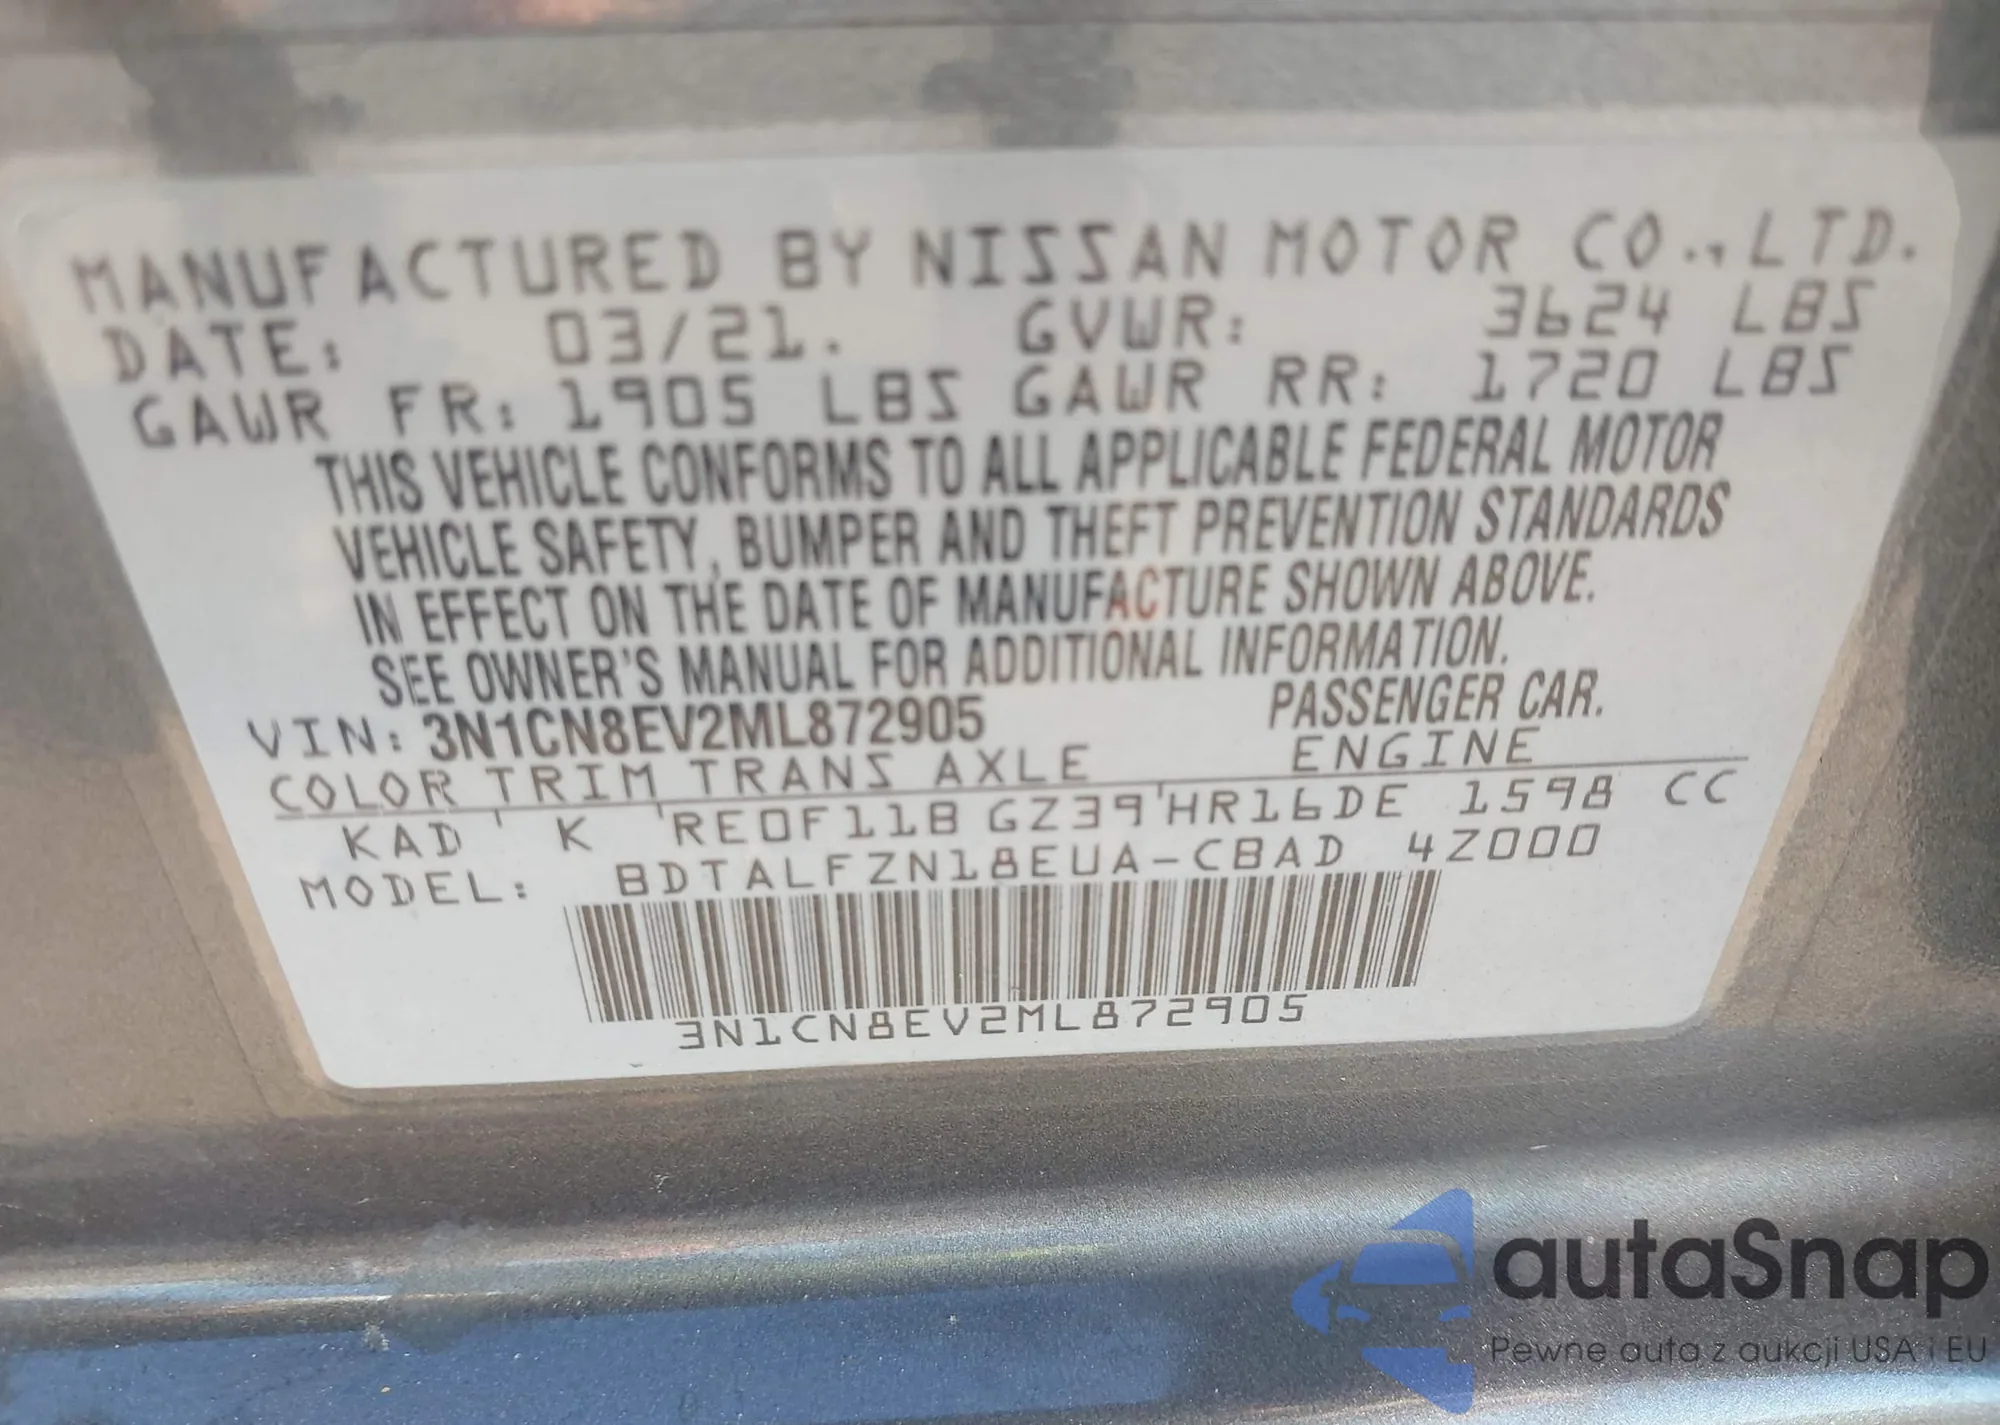 MANUFACTURED BY NISSAN MOTOR CO., LTD.
DATE: 03/21. GVWR: 3624 LBS
GAWR FR: 1905 LBS GAWR RR: 1720 LBS
THIS VEHICLE CONFORMS TO ALL APPLICABLE FEDERAL MOTOR
VEHICLE SAFETY, BUMPER AND THEFT PREVENTION STANDARDS
IN EFFECT ON THE DATE OF MANUFACTURE SHOWN ABOVE.
SEE OWNER'S MANUAL FOR ADDITIONAL INFORMATION.
VIN: 3N1CN8EV2ML872905 PASSENGER CAR.
COLOR TRIM TRANS AXLE ENGINE
KAD ' K 'RE0F11B GZ39'HR16DE 1598 CC
MODEL: BDTALFZN18EUA-CBAD 4Z000
3N1CN8EV2ML872905
autaSnap
Pewne auta z aukcji USA i EU